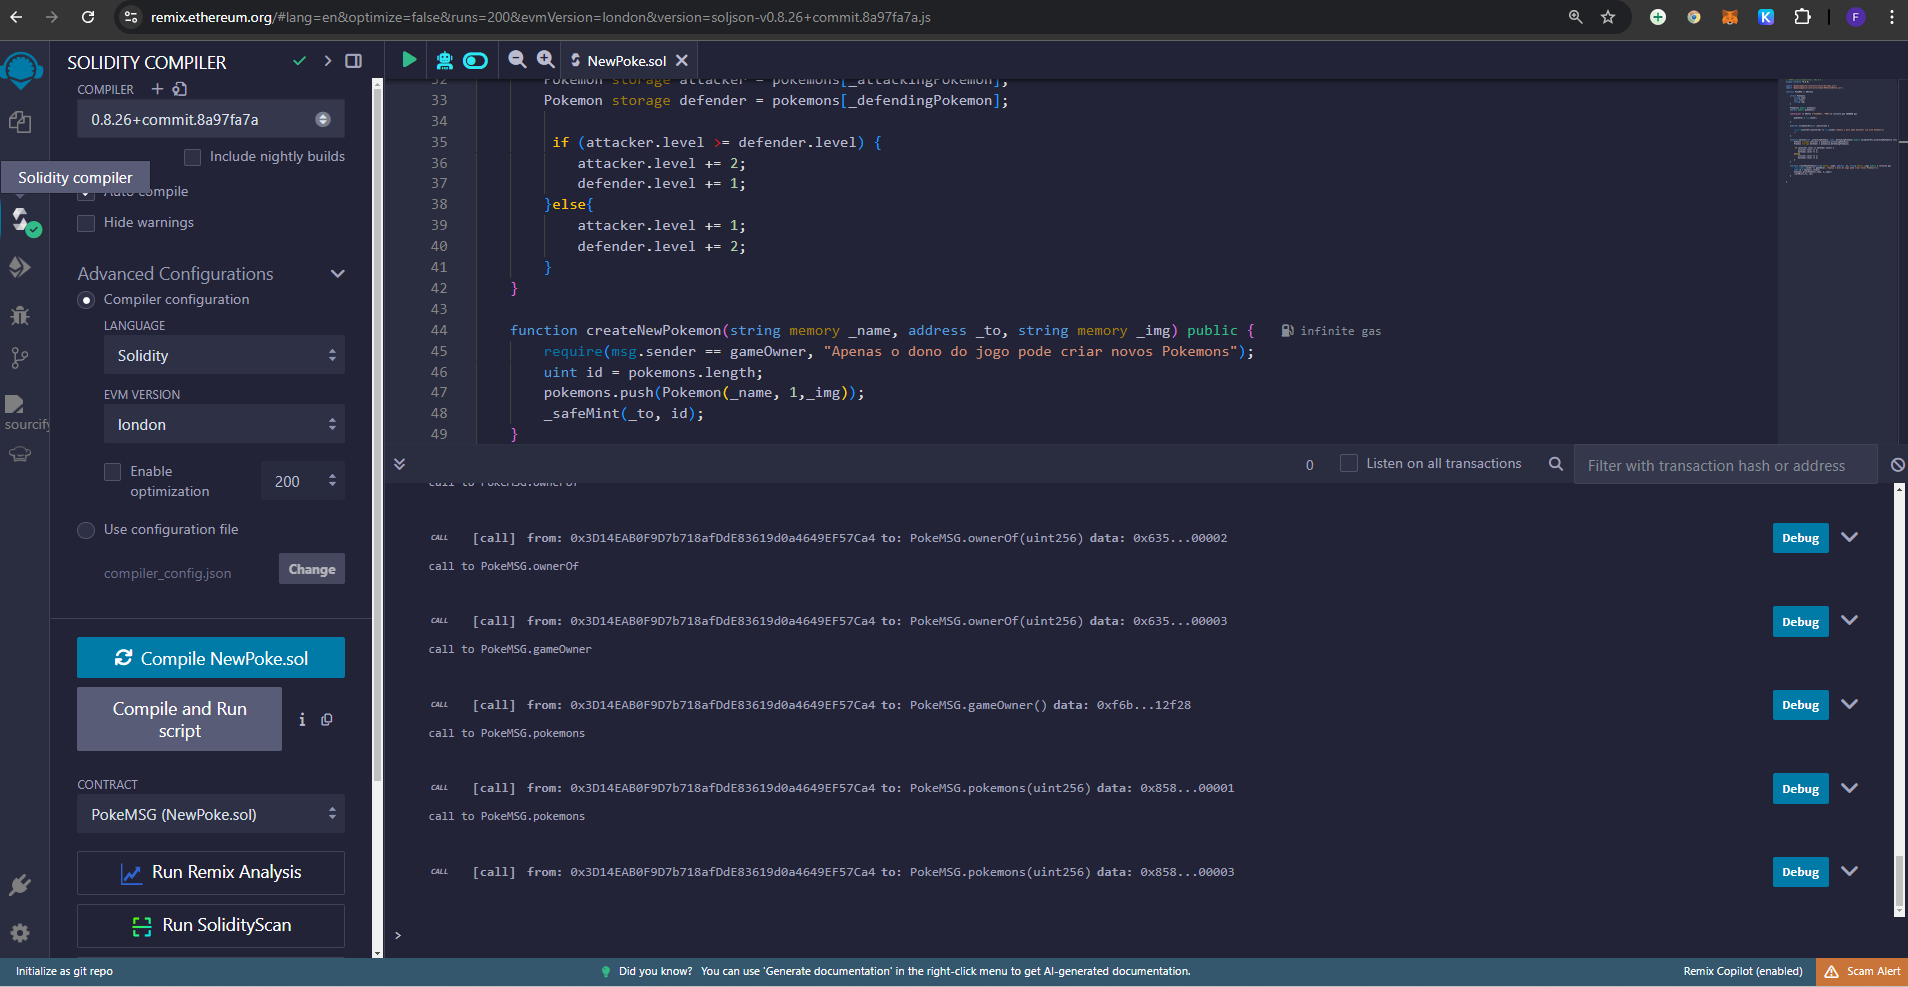 remix.ethereum.org/#lang=en&optimize=false&runs=200&evmVersion=london&version=soljson-v0.8.26+commit.8a97fa7a.js
K
F
SOLIDITY COMPILER
COMPILER
0.8.26+commit.8a97fa7a
Include nightly builds
Solidity compiler
Auto compile
Hide warnings
Advanced Configurations
Compiler configuration
LANGUAGE
Solidity
EVM VERSION
london
Enable optimization
200
Use configuration file
compiler_config.json
Change
Compile NewPoke.sol
Compile and Run script
CONTRACT
PokeMSG (NewPoke.sol)
Run Remix Analysis
Run SolidityScan
sourcify
NewPoke.sol
32 Pokemon storage attacker = pokemons[_attackingPokemon];
33 Pokemon storage defender = pokemons[_defendingPokemon];
34
35 if (attacker.level >= defender.level) {
36 attacker.level += 2;
37 defender.level += 1;
38 }else{
39 attacker.level += 1;
40 defender.level += 2;
41 }
42 }
43
44 function createNewPokemon(string memory _name, address _to, string memory _img) public { infinite gas
45 require(msg.sender == gameOwner, "Apenas o dono do jogo pode criar novos Pokemons");
46 uint id = pokemons.length;
47 pokemons.push(Pokemon(_name, 1,_img));
48 _safeMint(_to, id);
49 }
0
Listen on all transactions
Filter with transaction hash or address
call to PokeMSG.ownerOf
CALL [call] from: 0x3D14EAB0F9D7b718afDdE83619d0a4649EF57Ca4 to: PokeMSG.ownerOf(uint256) data: 0x635...00002 Debug
call to PokeMSG.ownerOf
CALL [call] from: 0x3D14EAB0F9D7b718afDdE83619d0a4649EF57Ca4 to: PokeMSG.ownerOf(uint256) data: 0x635...00003 Debug
call to PokeMSG.gameOwner
CALL [call] from: 0x3D14EAB0F9D7b718afDdE83619d0a4649EF57Ca4 to: PokeMSG.gameOwner() data: 0xf6b...12f28 Debug
call to PokeMSG.pokemons
CALL [call] from: 0x3D14EAB0F9D7b718afDdE83619d0a4649EF57Ca4 to: PokeMSG.pokemons(uint256) data: 0x858...00001 Debug
call to PokeMSG.pokemons
CALL [call] from: 0x3D14EAB0F9D7b718afDdE83619d0a4649EF57Ca4 to: PokeMSG.pokemons(uint256) data: 0x858...00003 Debug
>
Initialize as git repo
Did you know? You can use 'Generate documentation' in the right-click menu to get AI-generated documentation.
Remix Copilot (enabled)
Scam Alert